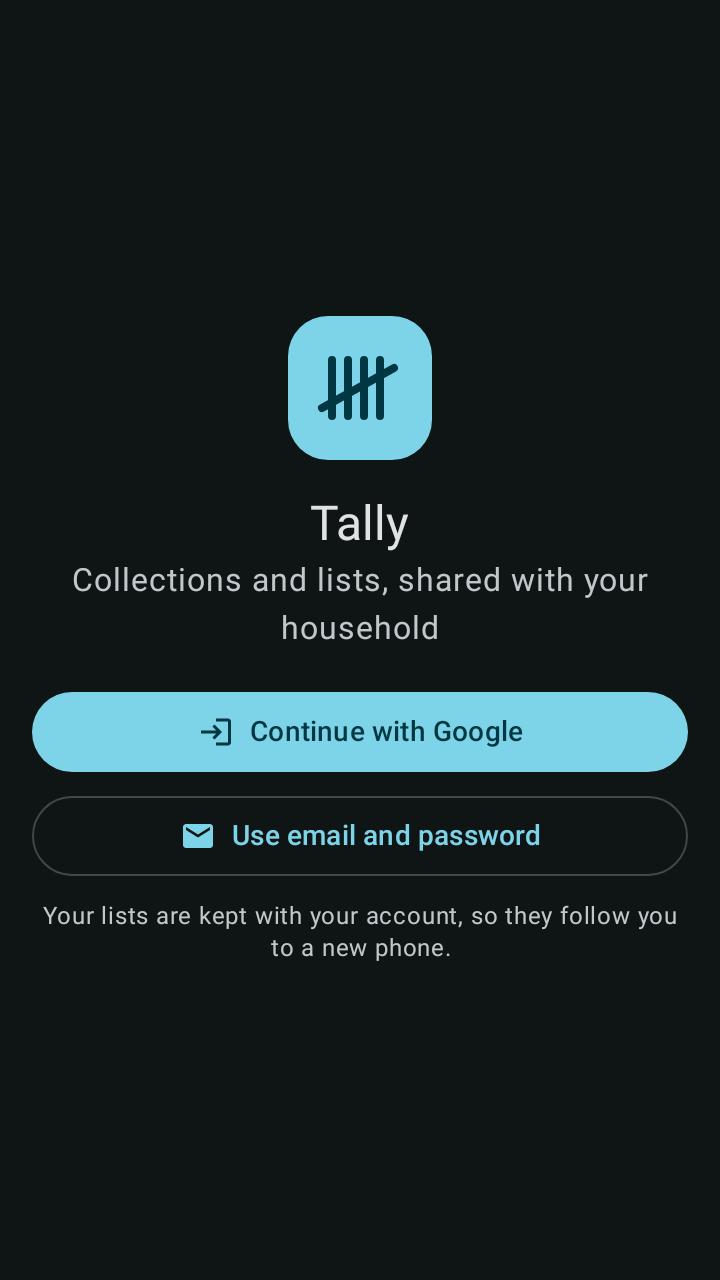 Tally
Collections and lists, shared with your
household
Continue with Google
Use email and password
Your lists are kept with your account, so they follow you
to a new phone.